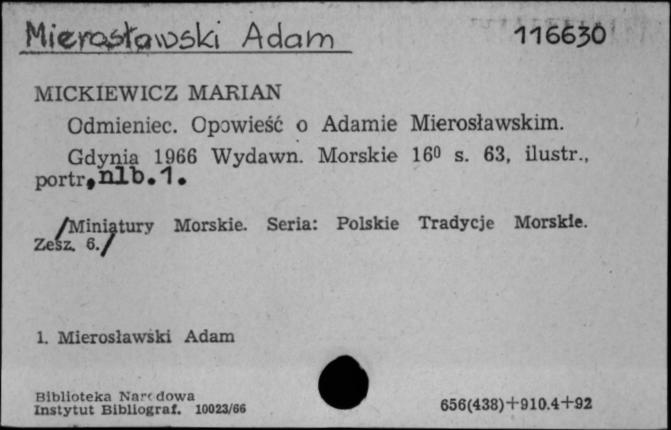 Mierosławski Adam 116630
MICKIEWICZ MARIAN
Odmieniec. Opowieść o Adamie Mierosławskim.
Gdynia 1966 Wydawn. Morskie 16⁰ s. 63, ilustr.,
portr, nlb.1.
/Miniatury Morskie. Seria: Polskie Tradycje Morskie.
Zesz. 6./
1. Mierosławski Adam
Biblioteka Narodowa
Instytut Bibliograf. 10023/66
656(438)+910.4+92